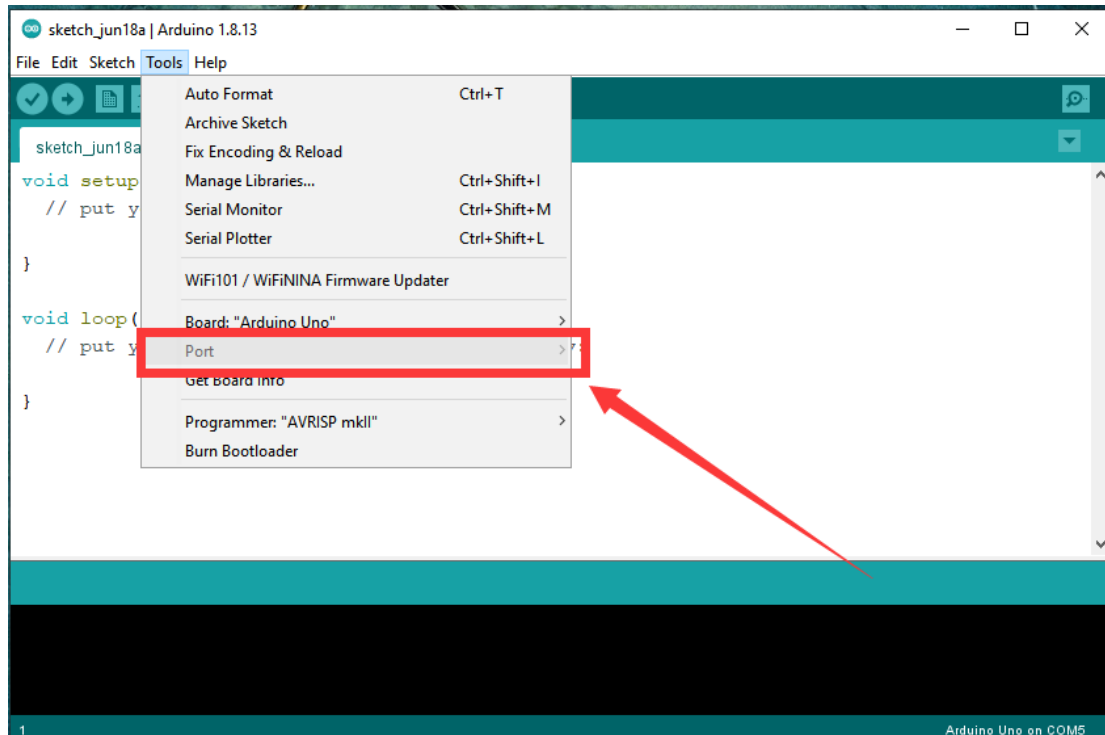 sketch_jun18a | Arduino 1.8.13
File Edit Sketch Tools Help
sketch_jun18a
Auto Format Ctrl+T
Archive Sketch
Fix Encoding & Reload
Manage Libraries... Ctrl+Shift+I
Serial Monitor Ctrl+Shift+M
Serial Plotter Ctrl+Shift+L
WiFi101 / WiFiNINA Firmware Updater
Board: "Arduino Uno"
Port
Get Board Info
Programmer: "AVRISP mkII"
Burn Bootloader
void setup
// put y
}
void loop(
// put y
}
1 Arduino Uno on COM5